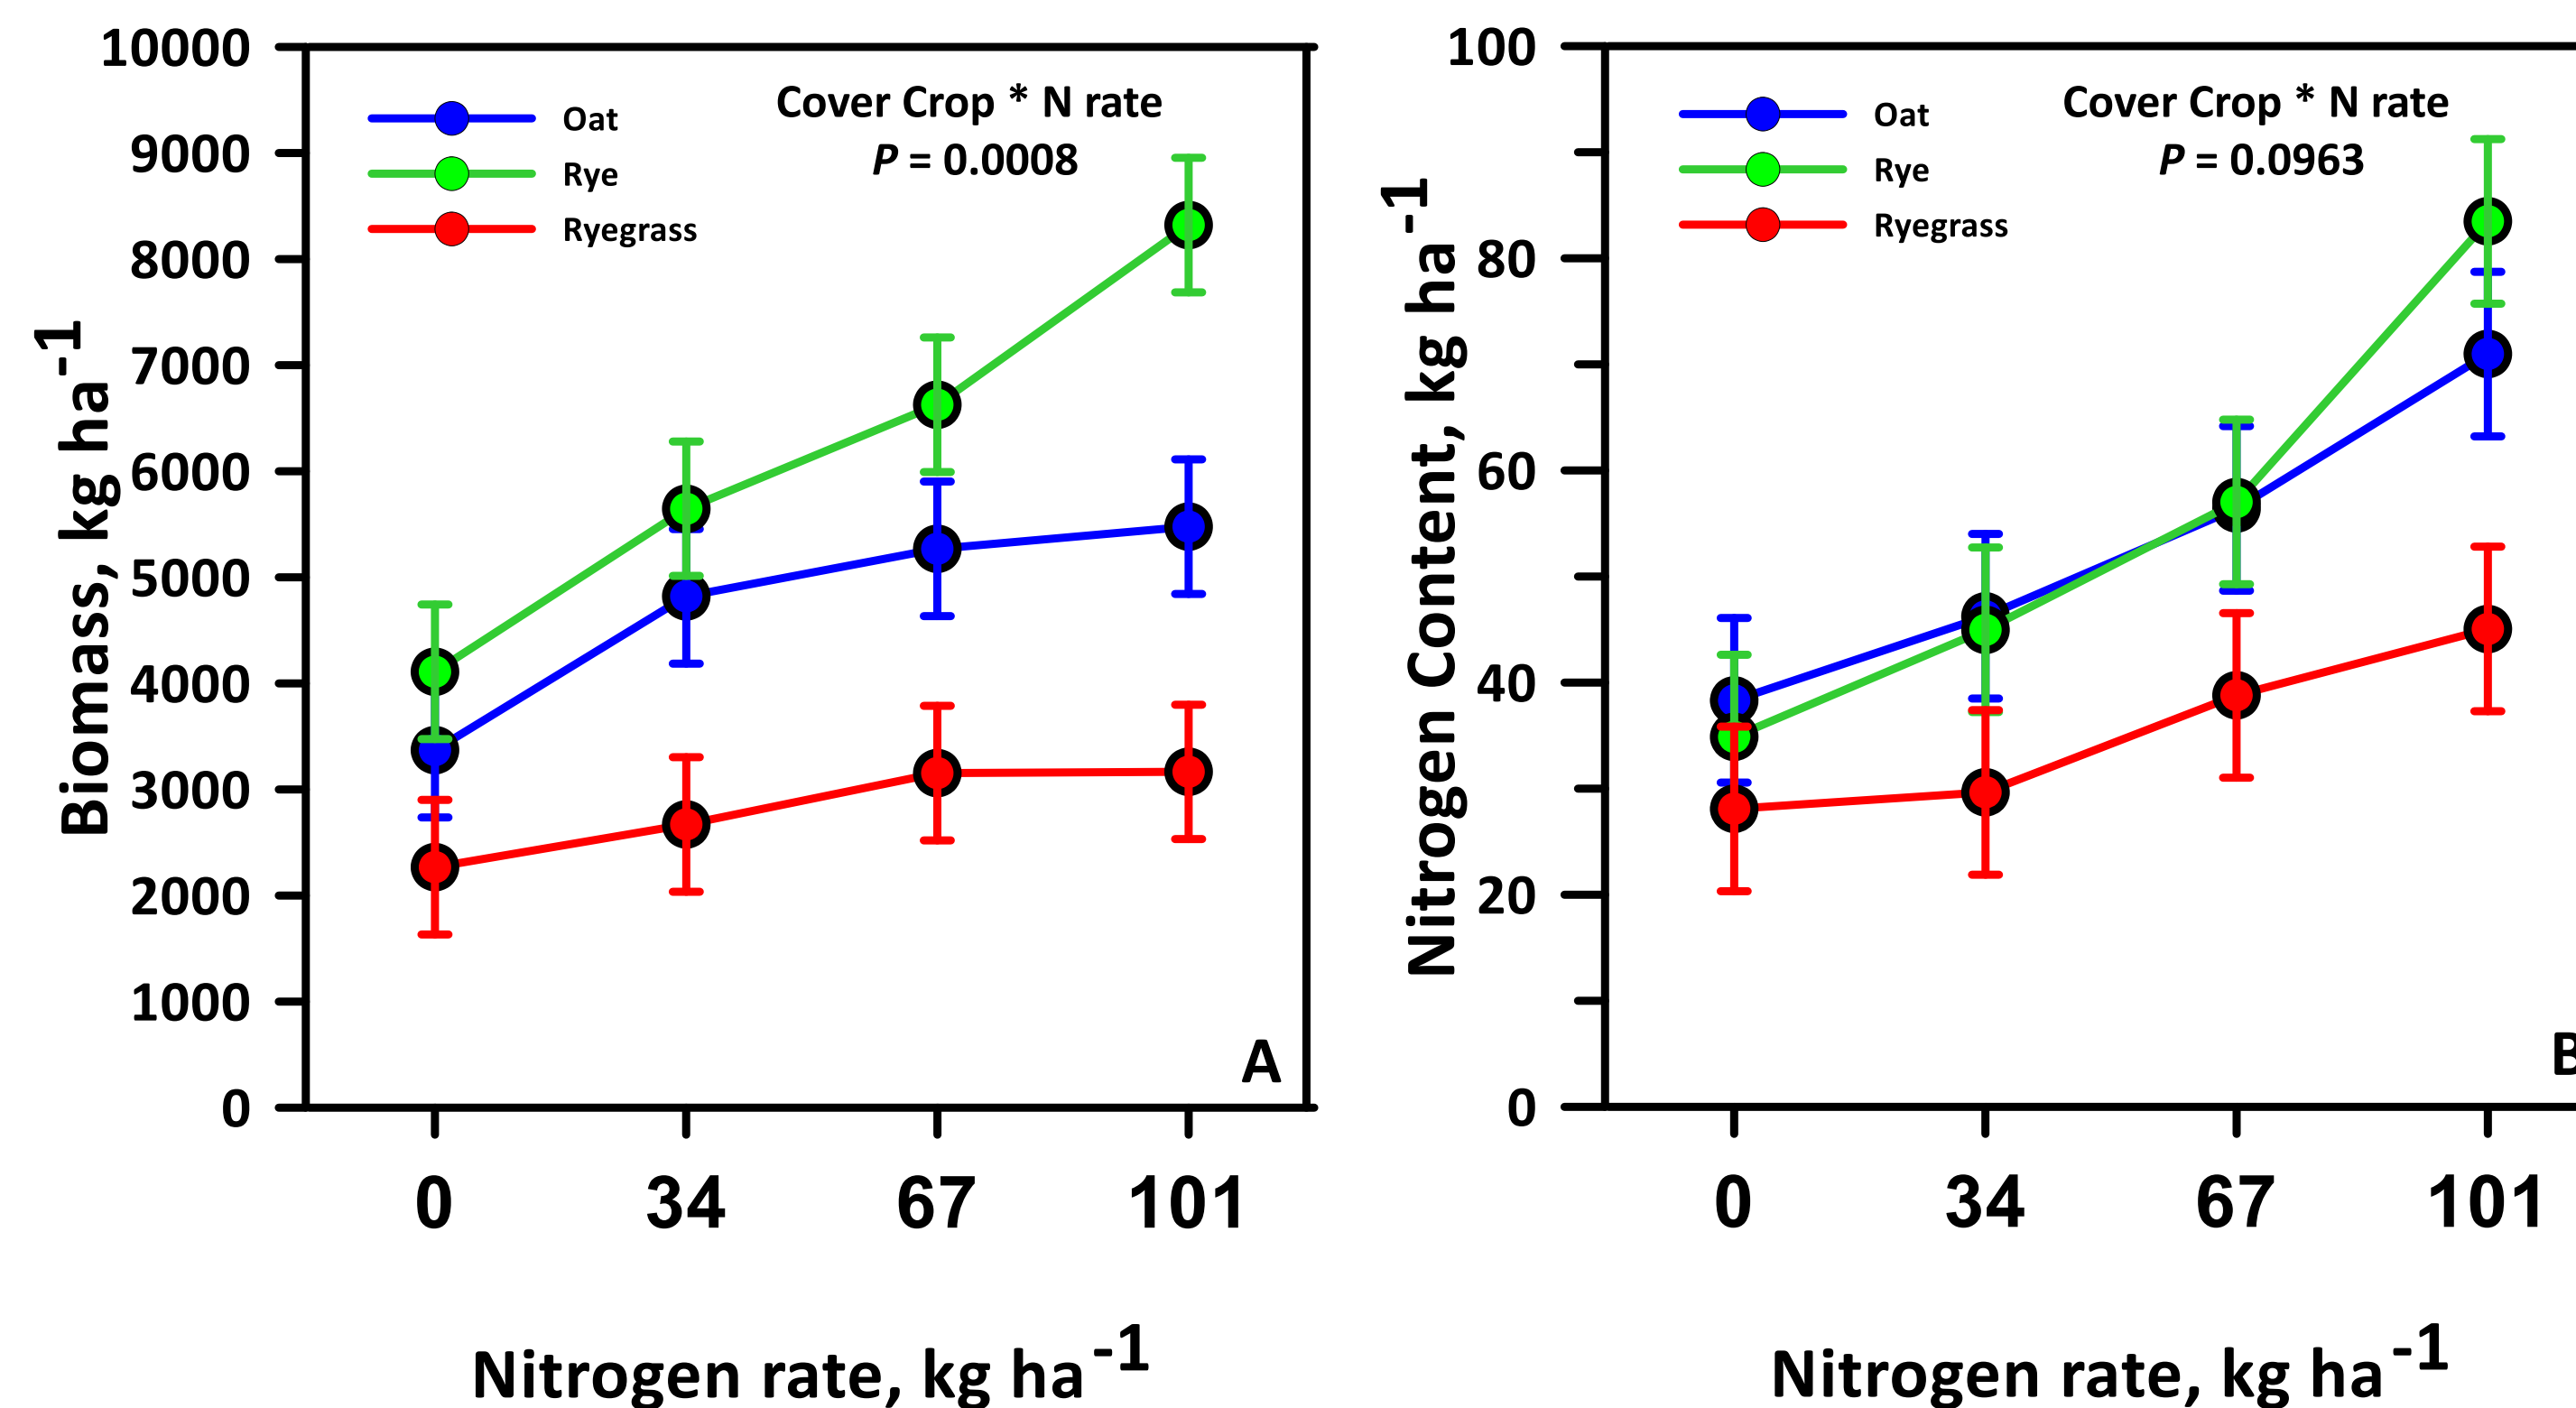 Biomass, kg ha-1
10000
9000
8000
7000
6000
5000
4000
3000
2000
1000
0
Oat
Rye
Ryegrass
Cover Crop * N rate
P = 0.0008
A
0 34 67 101
Nitrogen rate, kg ha-1
Nitrogen Content, kg ha-1
100
80
60
40
20
0
Oat
Rye
Ryegrass
Cover Crop * N rate
P = 0.0963
B
0 34 67 101
Nitrogen rate, kg ha-1